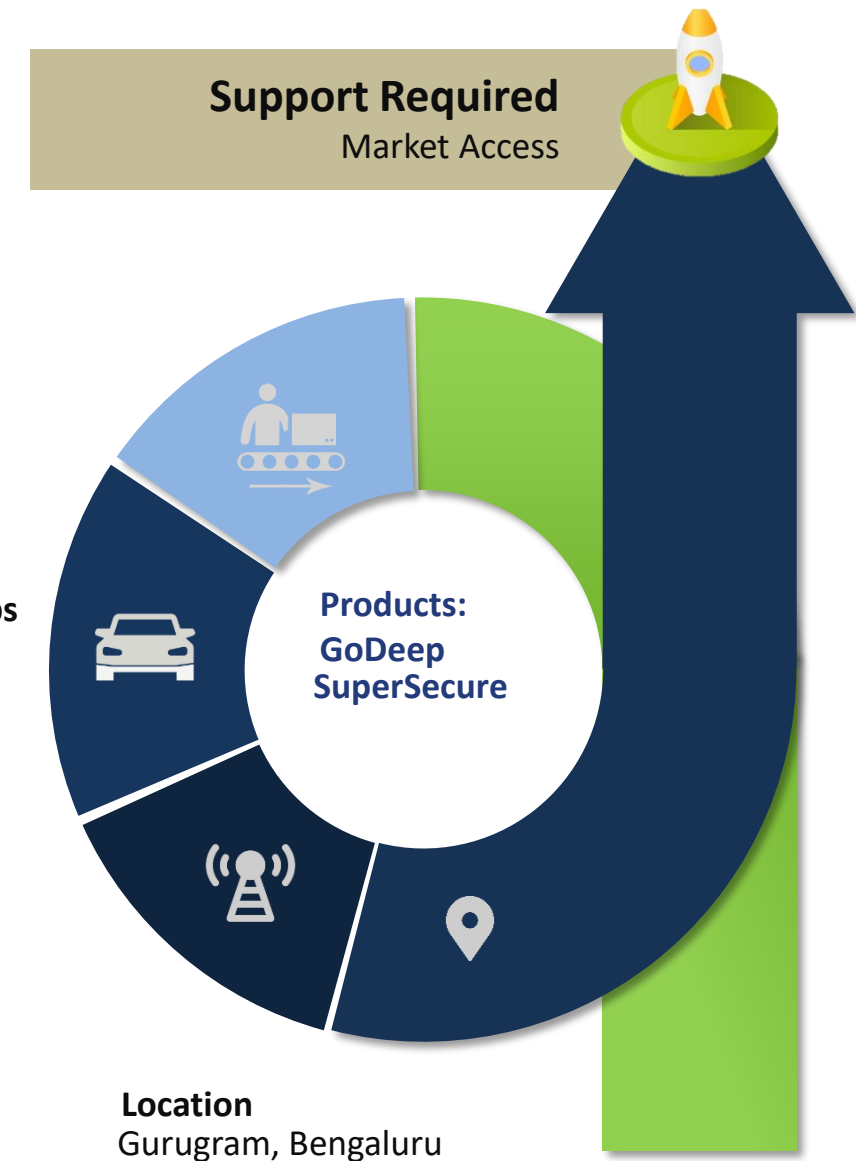 Support Required
Market Access
Products:
GoDeep
SuperSecure
Location
Gurugram, Bengaluru